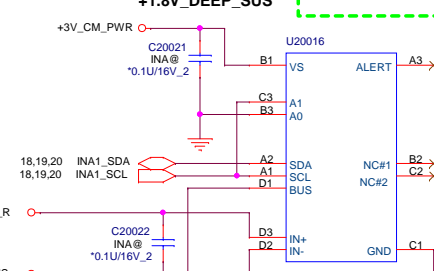 +1.8V_DEEP_SUS
+3V_CM_PWR
C20021
INA@
*0.1U/16V_2
U20016
B1 VS
ALERT A3
C3 A1
B3 A0
18,19,20 INA1_SDA A2 SDA
NC#1 B2
18,19,20 INA1_SCL A1 SCL
NC#2 C2
D1 BUS
_R
C20022
INA@
*0.1U/16V_2
D3 IN+
D2 IN-
GND C1